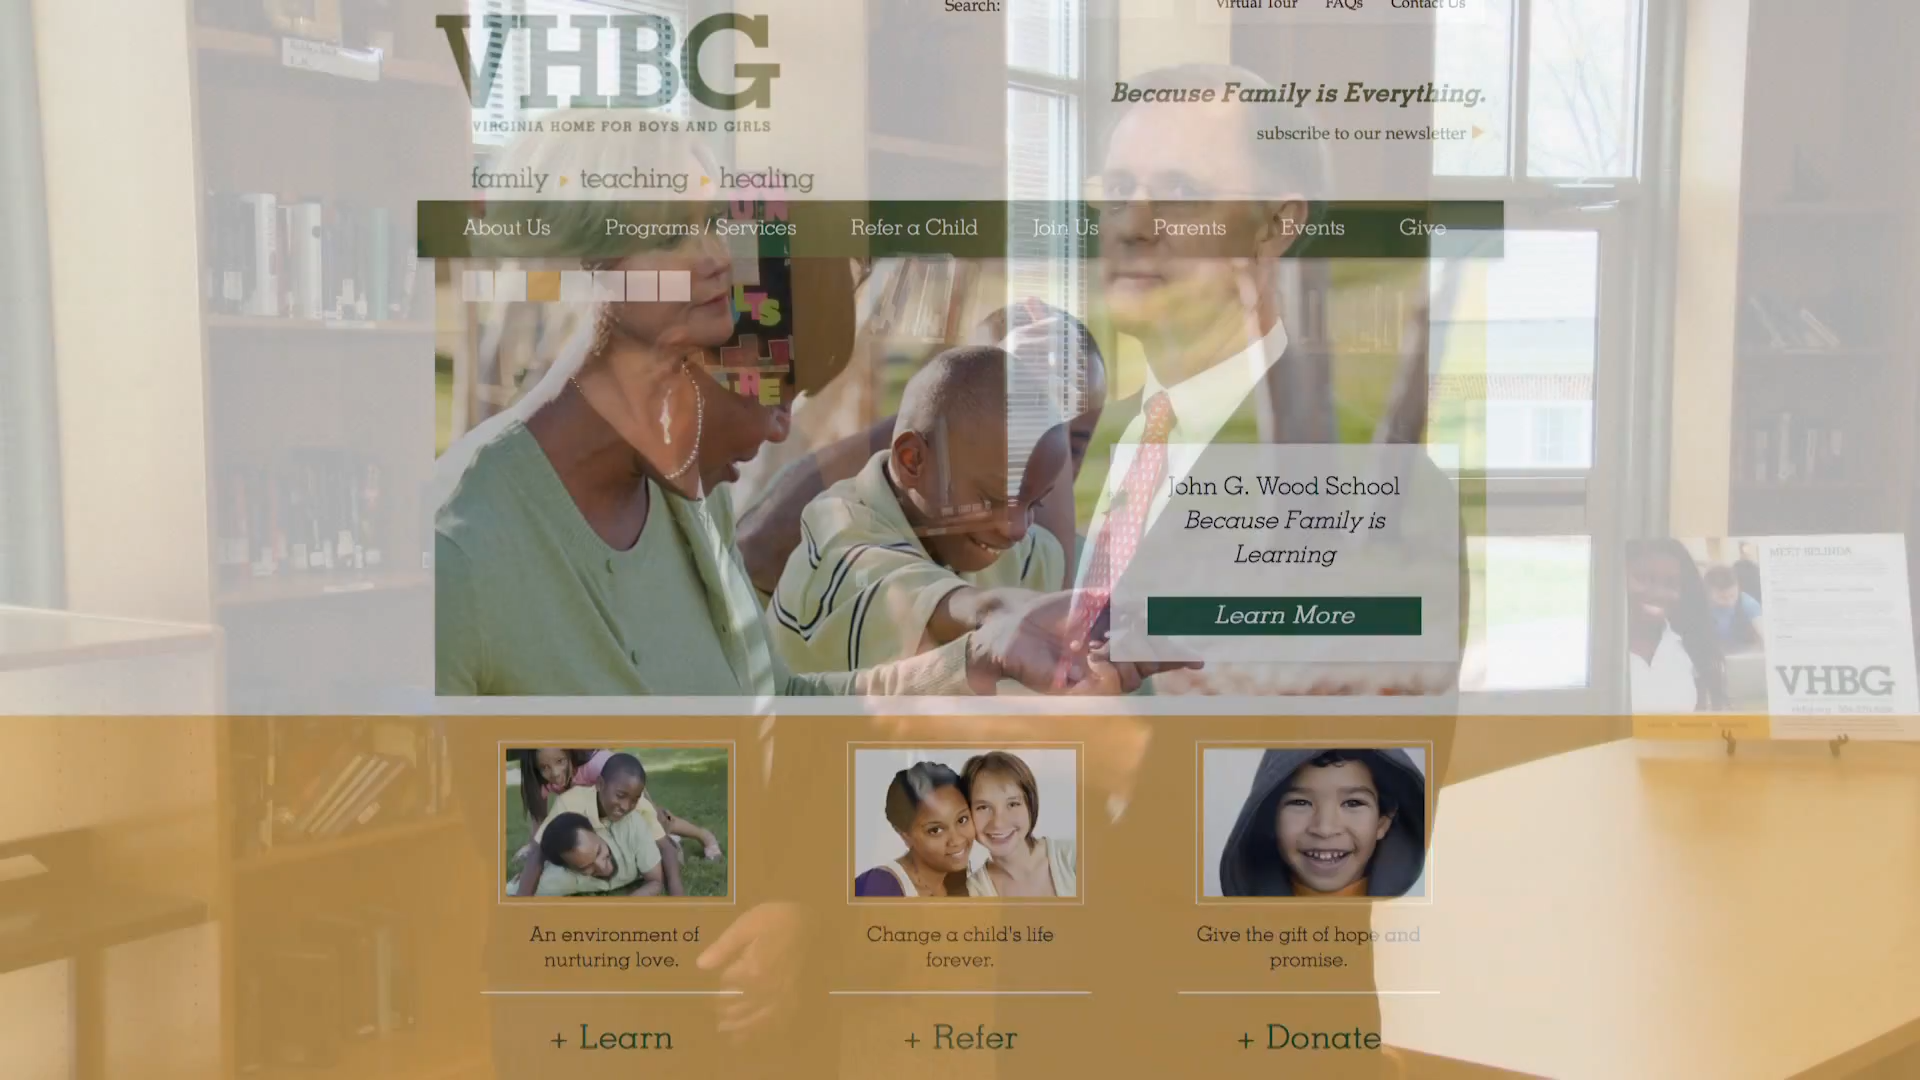 Search:
Virtual Tour FAQs Contact Us
VHBG
VIRGINIA HOME FOR BOYS AND GIRLS
Because Family is Everything.
subscribe to our newsletter
family teaching healing
About Us Programs / Services Refer a Child Join Us Parents Events Give
John G. Wood School
Because Family is
Learning
Learn More
MEET BELINDA
VHBG
An environment of
nurturing love.
Change a child's life
forever.
Give the gift of hope and
promise.
+ Learn
+ Refer
+ Donate